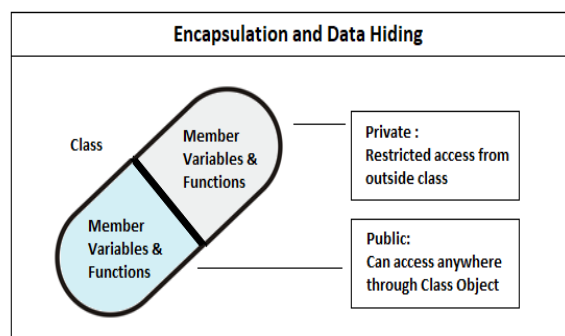 Encapsulation and Data Hiding
Class
Member
Variables &
Functions
Member
Variables &
Functions
Private :
Restricted access from
outside class
Public:
Can access anywhere
through Class Object